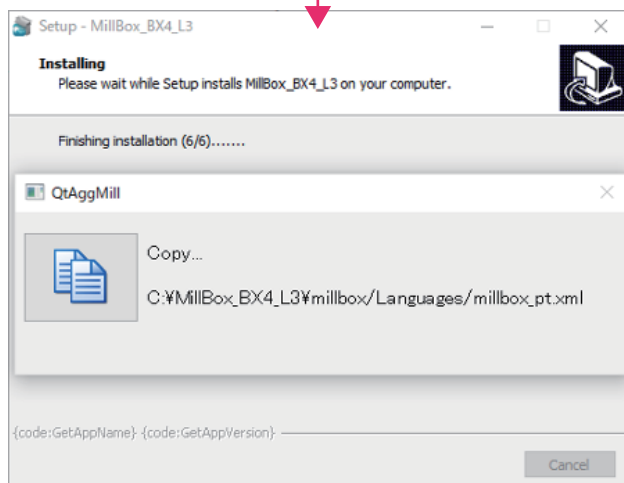 Setup - MillBox_BX4_L3
Installing
Please wait while Setup installs MillBox_BX4_L3 on your computer.
Finishing installation (6/6).......
QtAggMill
Copy...
C:¥MillBox_BX4_L3¥millbox/Languages/millbox_pt.xml
{code:GetAppName} {code:GetAppVersion}
Cancel